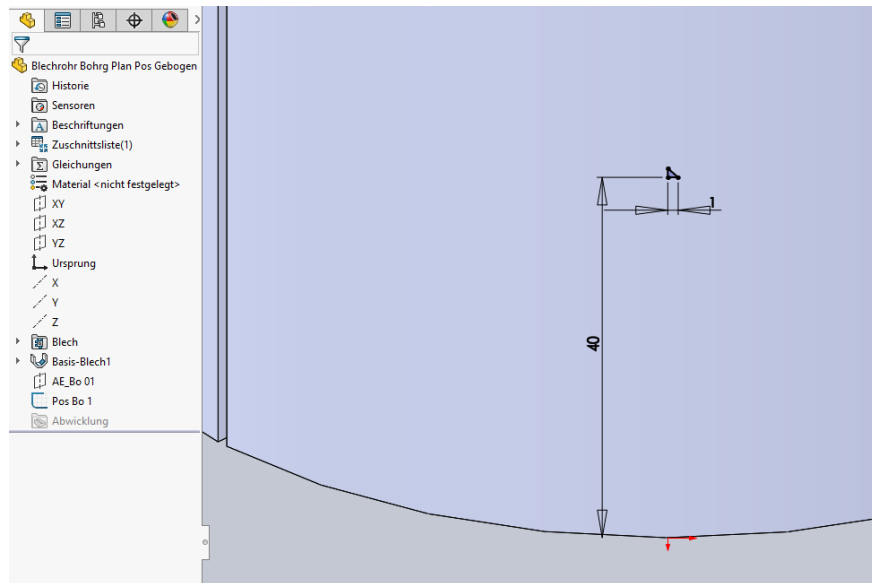 Blechrohr Bohrg Plan Pos Gebogen
Historie
Sensoren
Beschriftungen
Zuschnittsliste(1)
Gleichungen
Material <nicht festgelegt>
XY
XZ
YZ
Ursprung
X
Y
Z
Blech
Basis-Blech1
AE_Bo 01
Pos Bo 1
Abwicklung
1
40